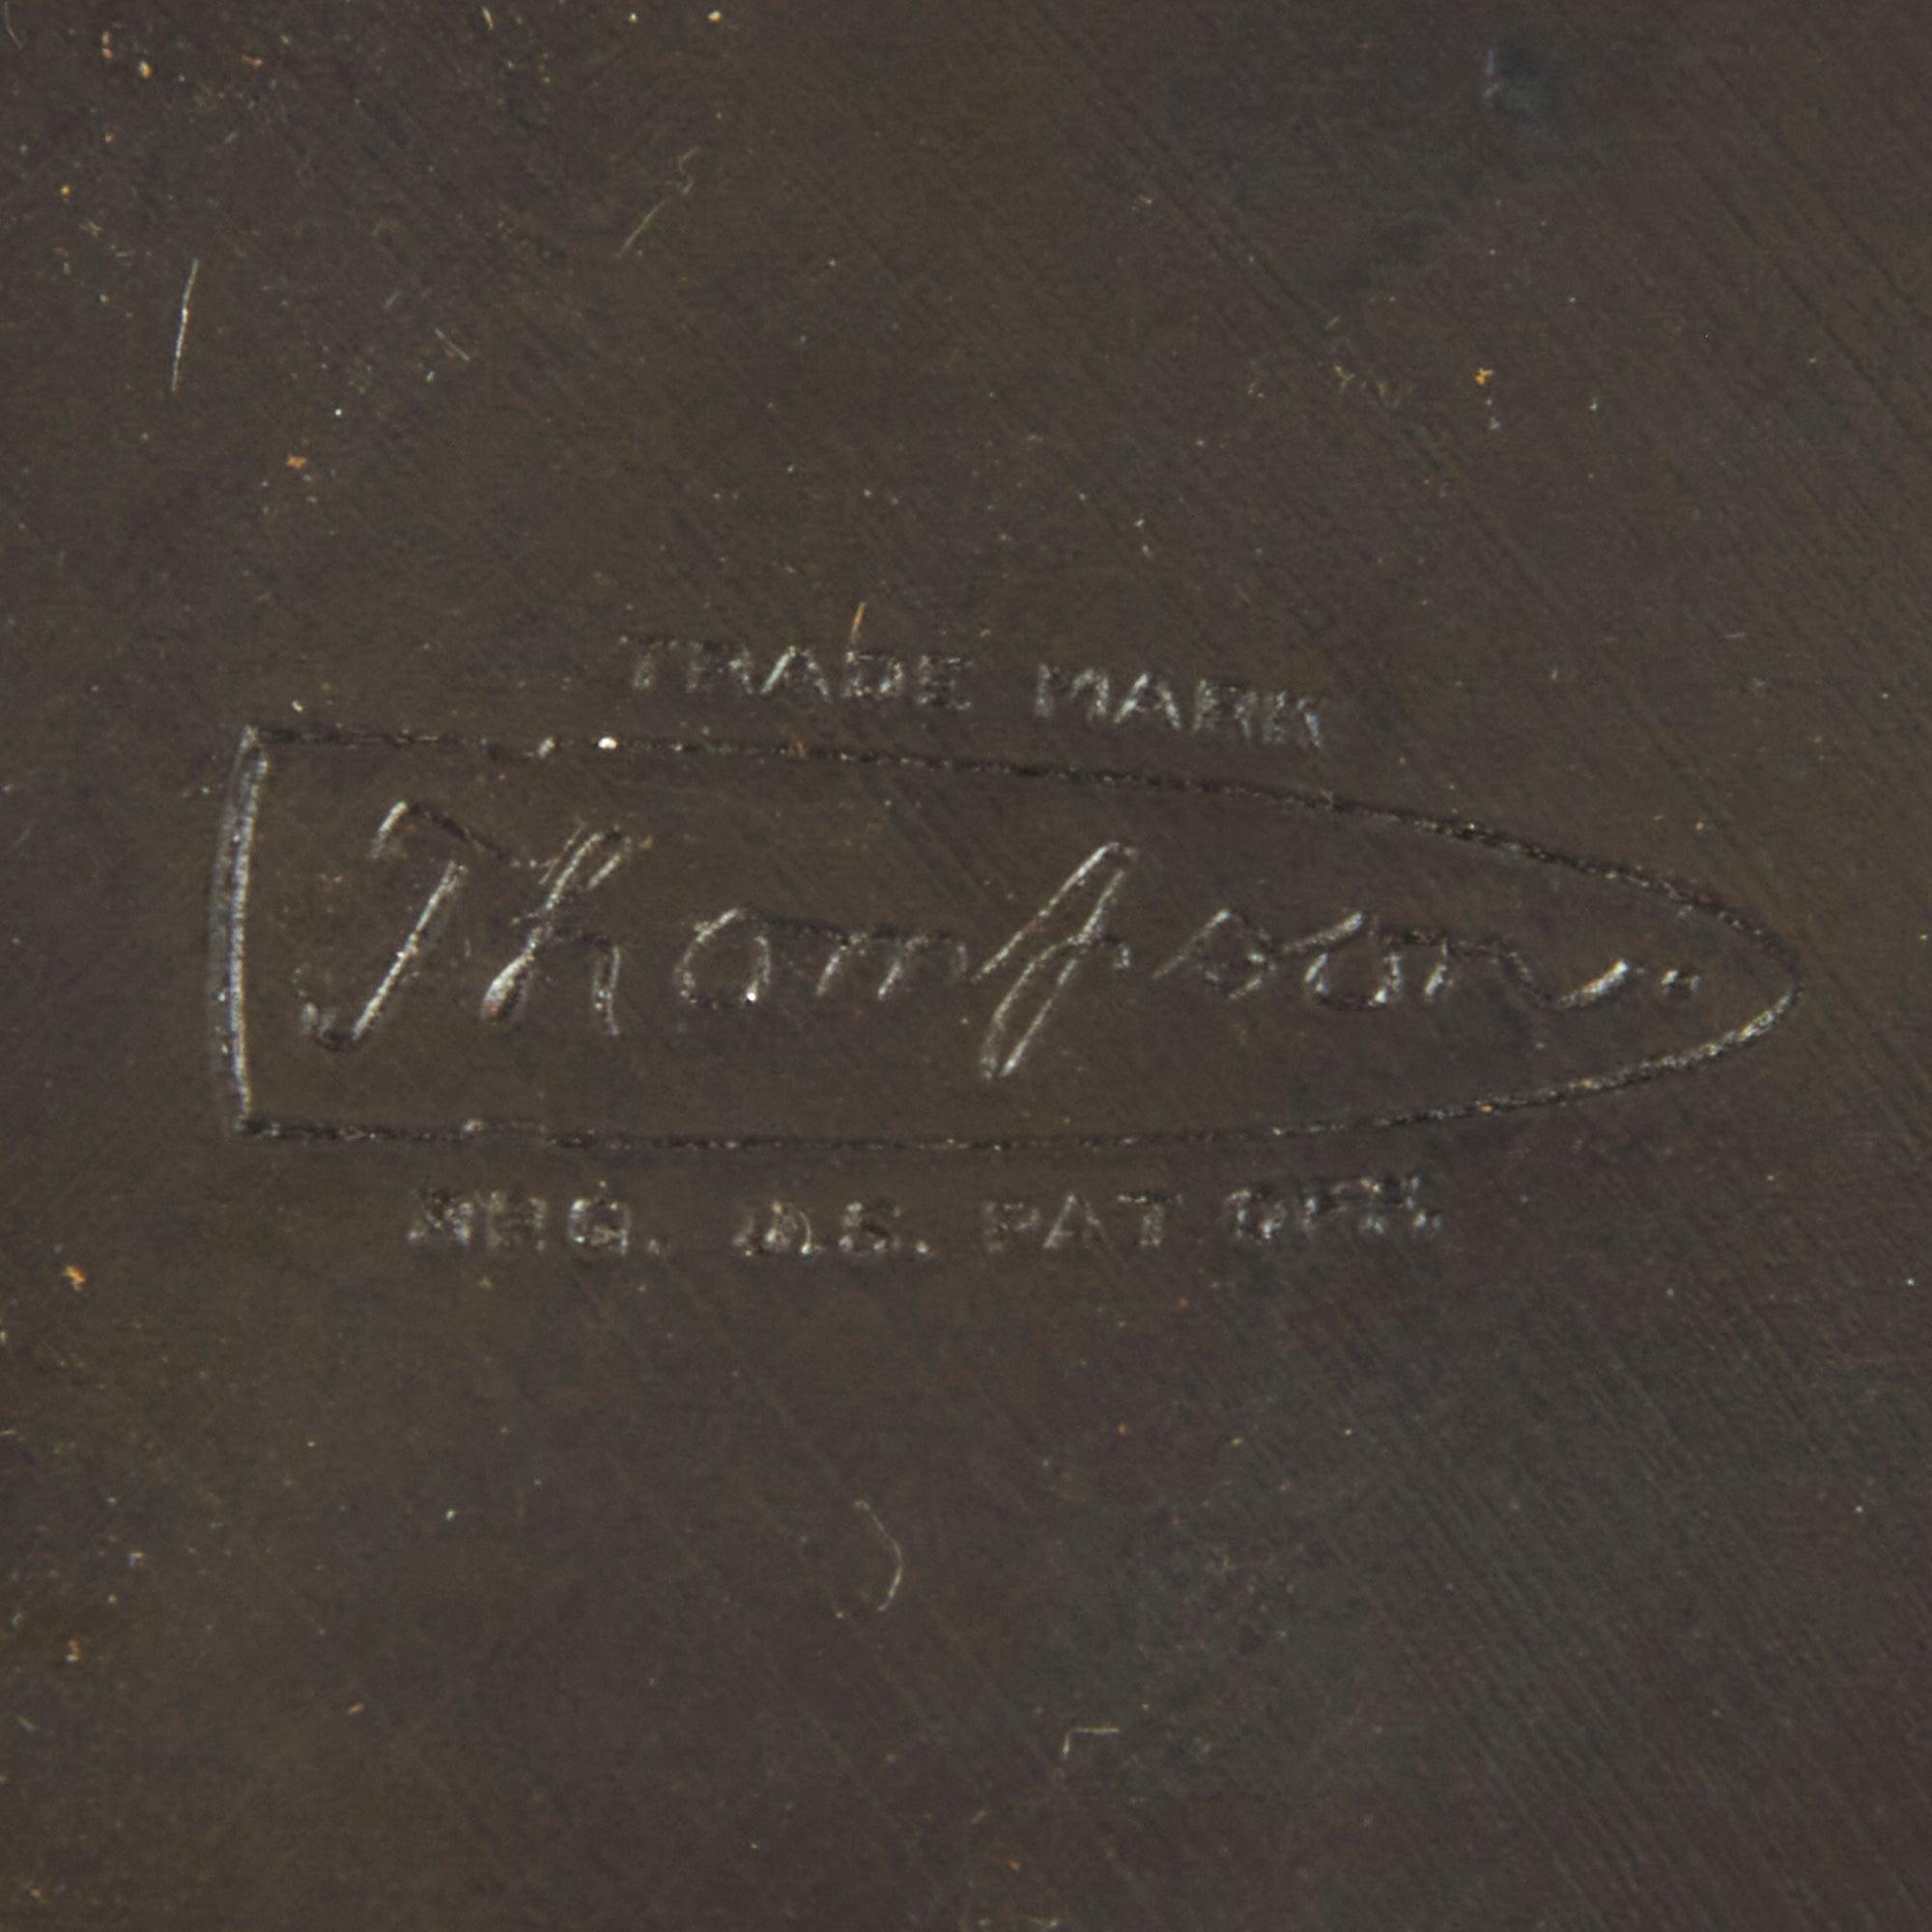 TRADE MARK
Thompson
REG. U.S. PAT. OFF.